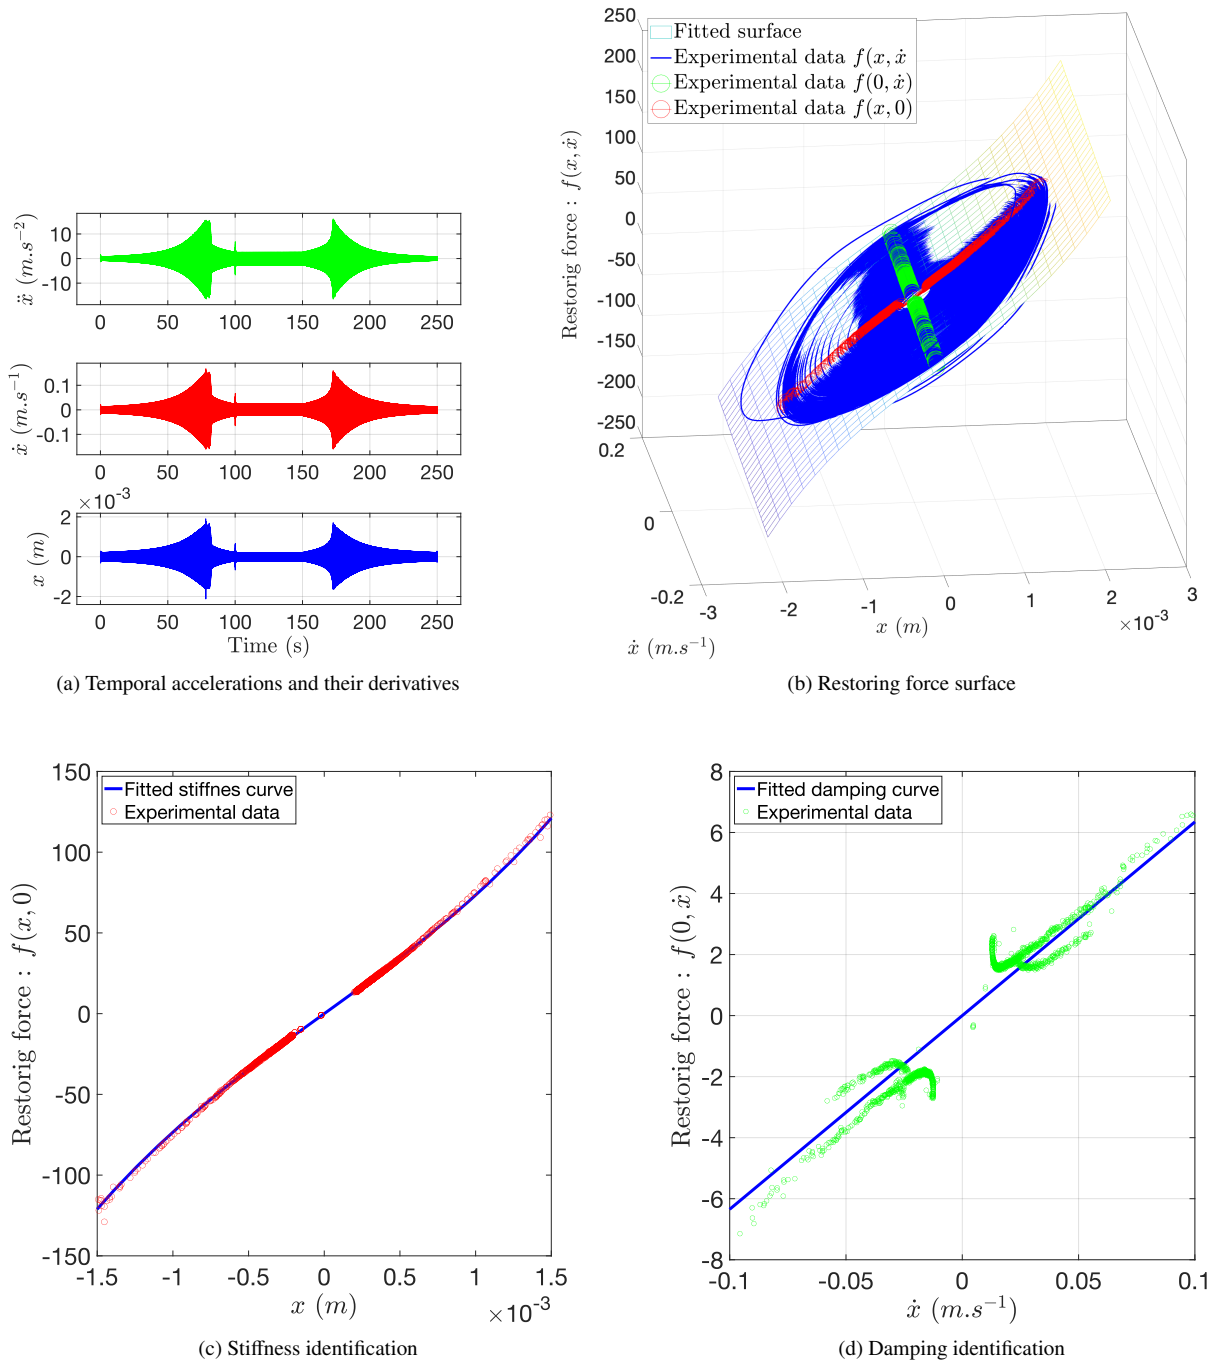 ẍ (m.s⁻²)
10
0
-10
0 50 100 150 200 250
ẋ (m.s⁻¹)
0.1
0
-0.1
0 50 100 150 200 250
×10⁻³
x (m)
2
0
-2
0 50 100 150 200 250
Time (s)
(a) Temporal accelerations and their derivatives
Fitted surface
Experimental data f(x, ẋ
Experimental data f(0, ẋ)
Experimental data f(x, 0)
Restorig force : f(x, ẋ)
250
200
150
100
50
0
-50
-100
-150
-200
-250
0.2
0
-0.2
ẋ (m.s⁻¹)
-3 -2 -1 0 1 2 3
x (m)
×10⁻³
(b) Restoring force surface
Fitted stiffnes curve
Experimental data
Restorig force : f(x, 0)
150
100
50
0
-50
-100
-150
-1.5 -1 -0.5 0 0.5 1 1.5
x (m)
×10⁻³
(c) Stiffness identification
Fitted damping curve
Experimental data
Restorig force : f(0, ẋ)
8
6
4
2
0
-2
-4
-6
-8
-0.1 -0.05 0 0.05 0.1
ẋ (m.s⁻¹)
(d) Damping identification